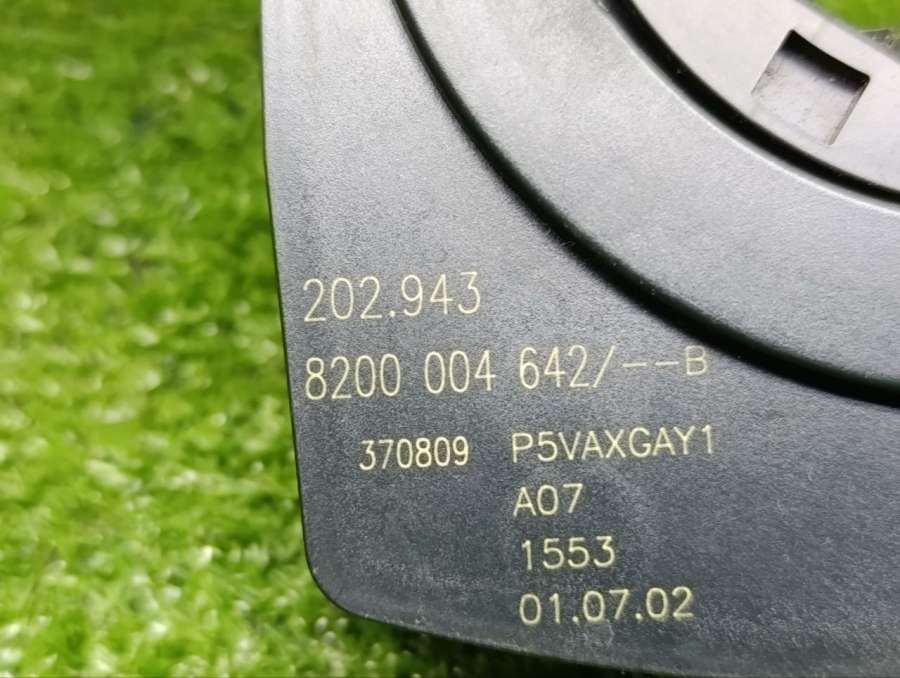 202.943
8200 004 642/--B
370809 P5VAXGAY1
A07
1553
01.07.02